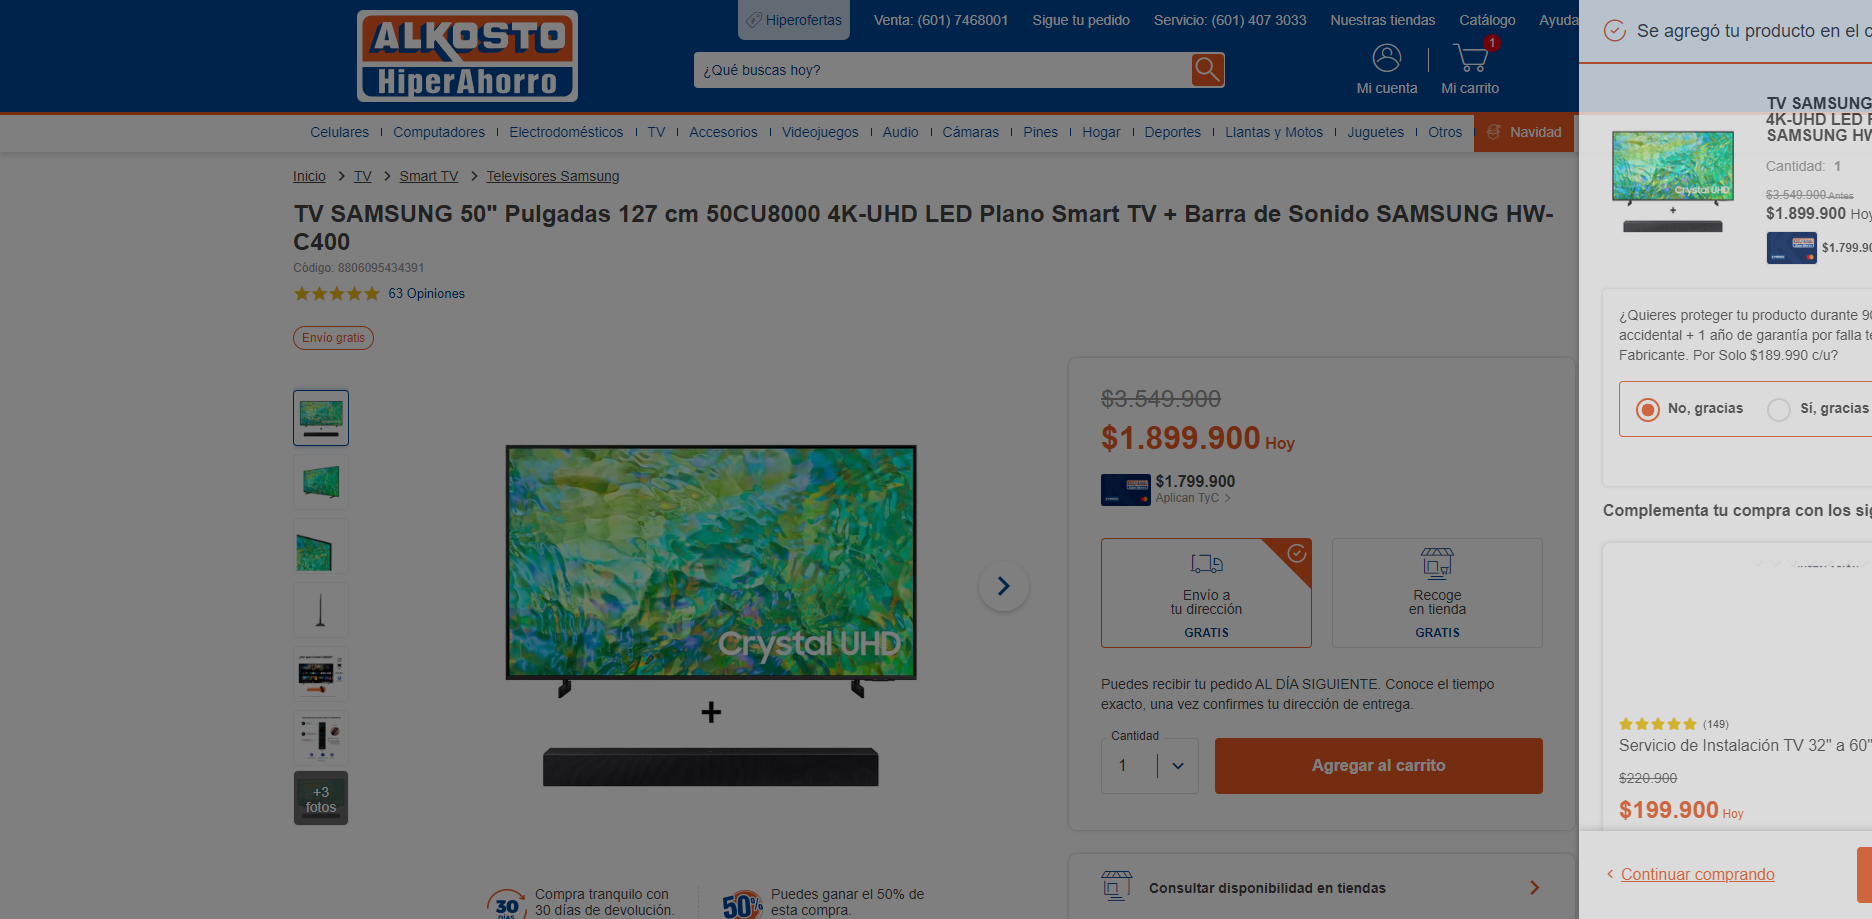 Hiperofertas
Venta: (601) 7468001
Sigue tu pedido
Servicio: (601) 407 3033
Nuestras tiendas
Catálogo
Ayuda
ALKOSTO
HiperAhorro
¿Qué buscas hoy?
Mi cuenta
1
Mi carrito
Celulares
Computadores
Electrodomésticos
TV
Accesorios
Videojuegos
Audio
Cámaras
Pines
Hogar
Deportes
Llantas y Motos
Juguetes
Otros
Navidad
Inicio > TV > Smart TV > Televisores Samsung
TV SAMSUNG 50" Pulgadas 127 cm 50CU8000 4K-UHD LED Plano Smart TV + Barra de Sonido SAMSUNG HW-
C400
Código: 8806095434391
63 Opiniones
Envío gratis
+3
fotos
Crystal UHD
+
$3.549.900
$1.899.900 Hoy
$1.799.900
Aplican TyC >
Envío a
tu dirección
GRATIS
Recoge
en tienda
GRATIS
Puedes recibir tu pedido AL DÍA SIGUIENTE. Conoce el tiempo
exacto, una vez confirmes tu dirección de entrega.
Cantidad
1
Agregar al carrito
Consultar disponibilidad en tiendas
30
DÍAS
Compra tranquilo con
30 días de devolución.
50%
Puedes ganar el 50% de
esta compra.
Se agregó tu producto en el c
TV SAMSUNG
4K-UHD LED
SAMSUNG HW
Crystal UHD
+
Cantidad: 1
$3.549.900 Antes
$1.899.900 Hoy
$1.799.90
¿Quieres proteger tu producto durante 90
accidental + 1 año de garantía por falla te
Fabricante. Por Solo $189.990 c/u?
No, gracias
Sí, gracias
Complementa tu compra con los sig
(149)
Servicio de Instalación TV 32" a 60"
$220.900
$199.900 Hoy
Continuar comprando